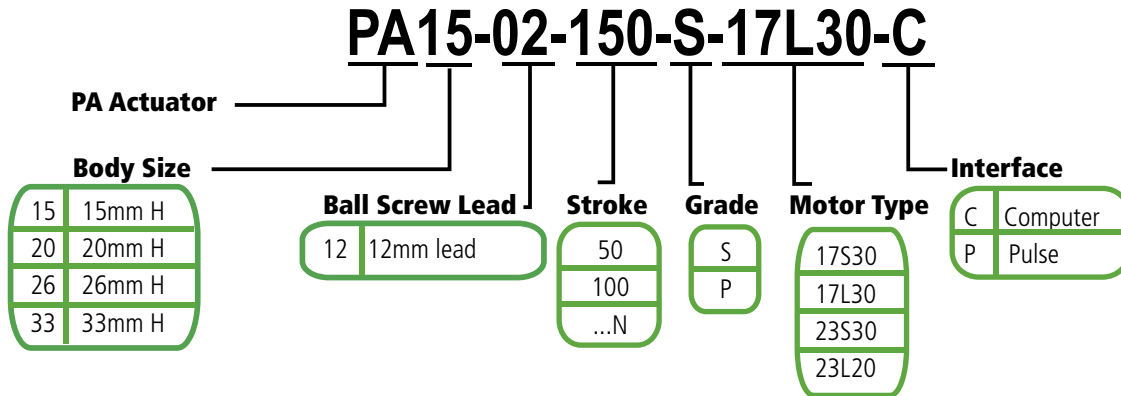 PA15-02-150-S-17L30-C
PA Actuator
Body Size
15 15mm H
20 20mm H
26 26mm H
33 33mm H
Ball Screw Lead
12 12mm lead
Stroke
50
100
...N
Grade
S
P
Motor Type
17S30
17L30
23S30
23L20
Interface
C Computer
P Pulse